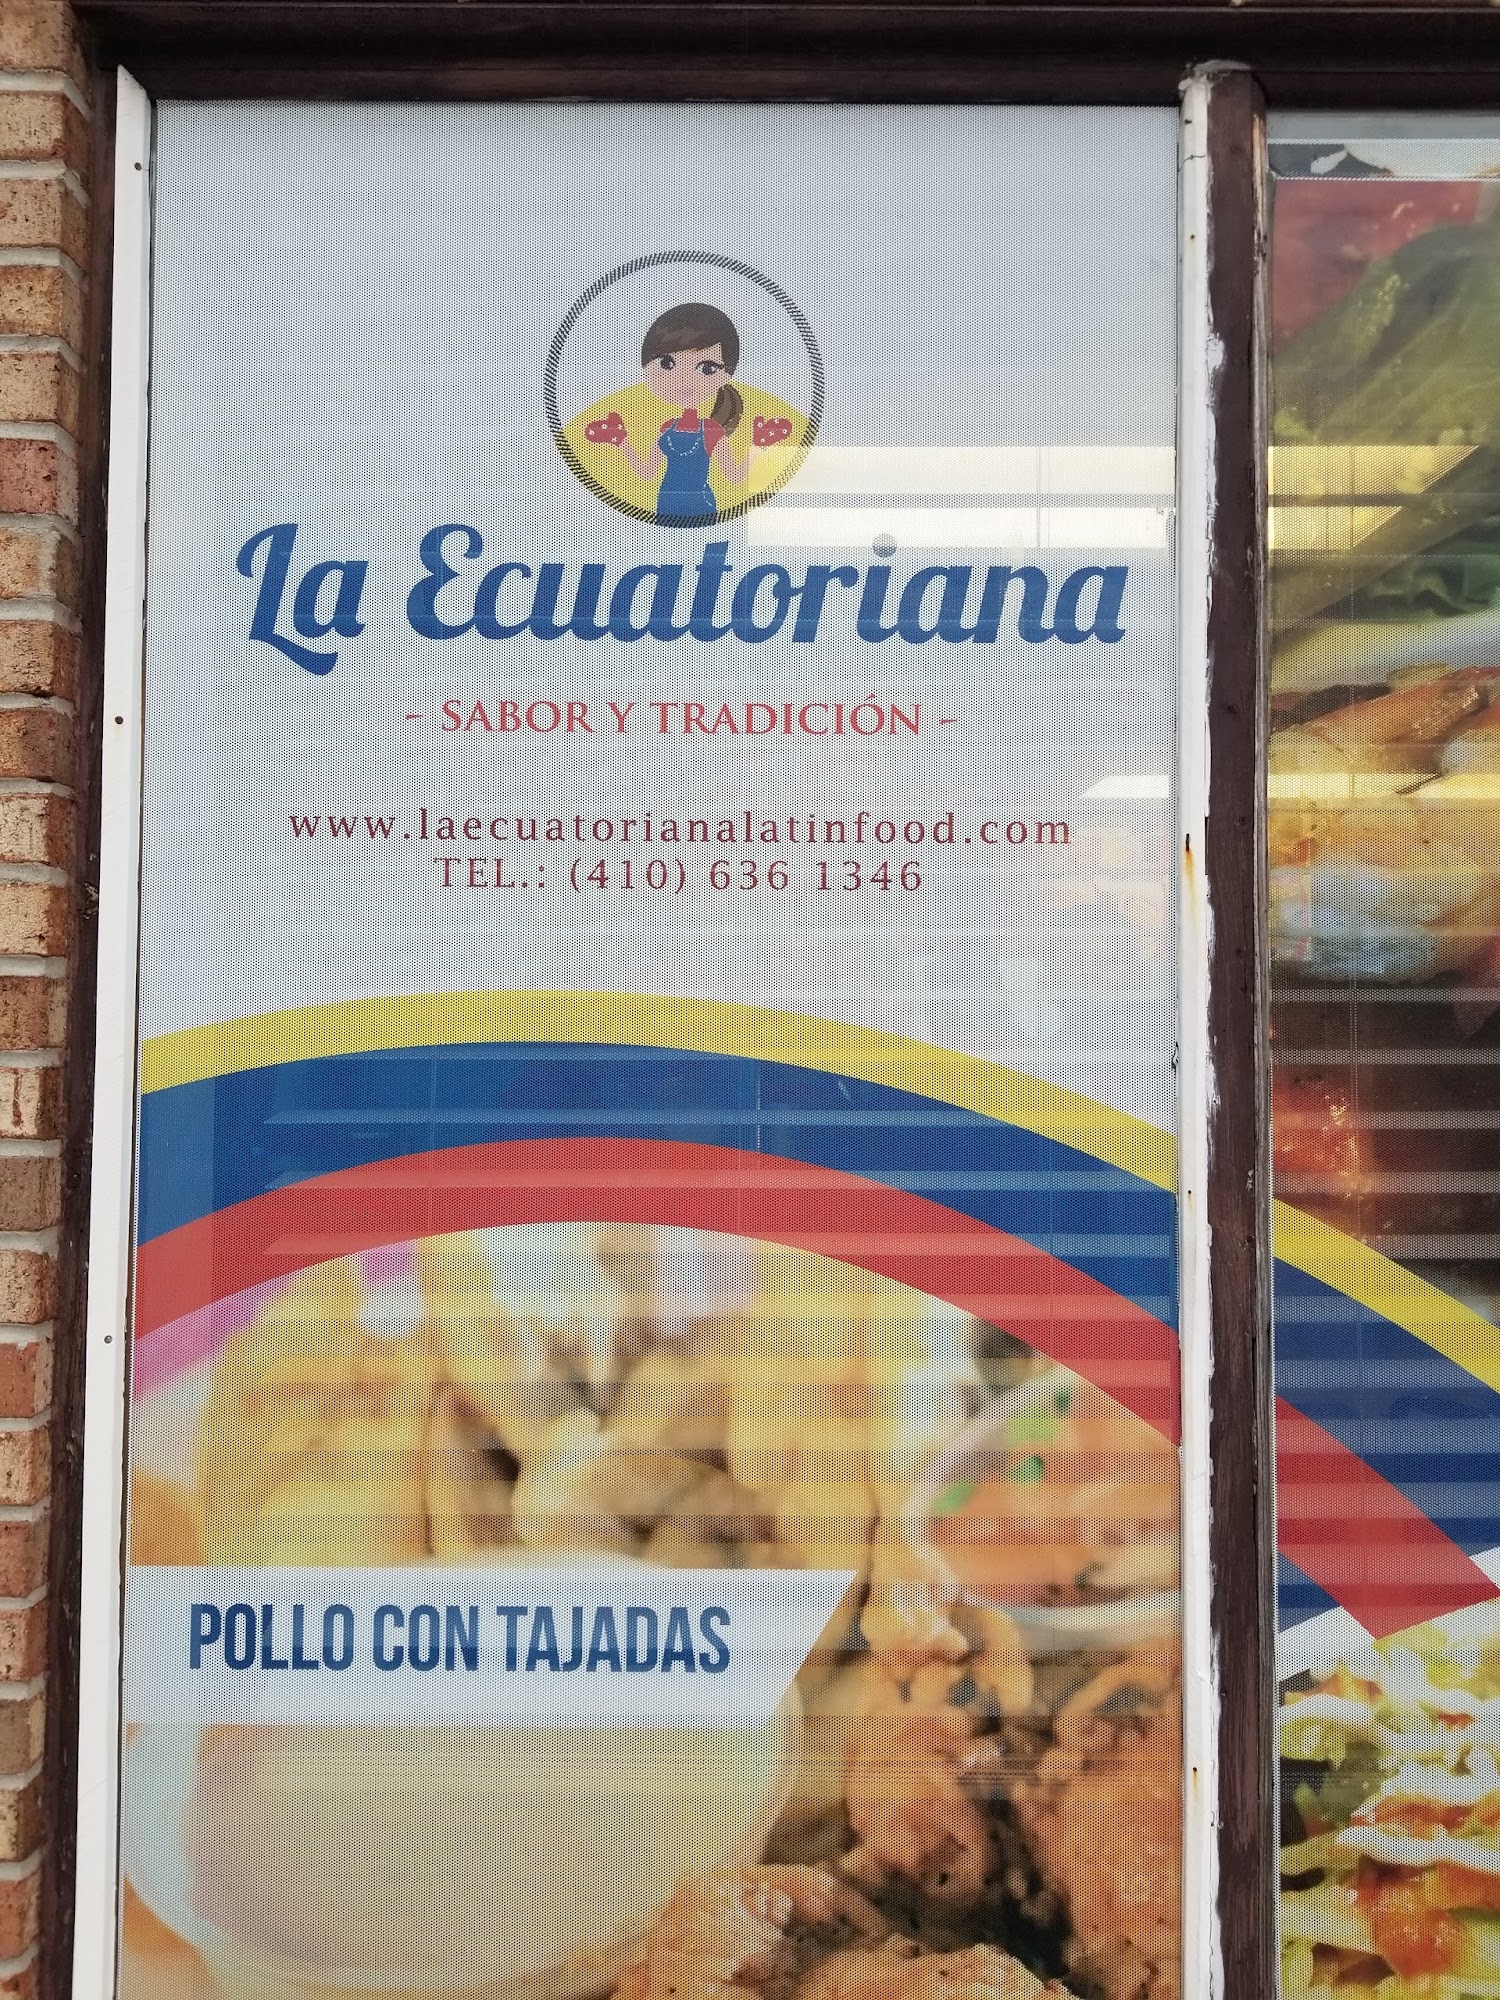 La Ecuatoriana
- SABOR Y TRADICIÓN -
www.laecuatorianalatinfood.com
TEL.: (410) 636 1346
POLLO CON TAJADAS